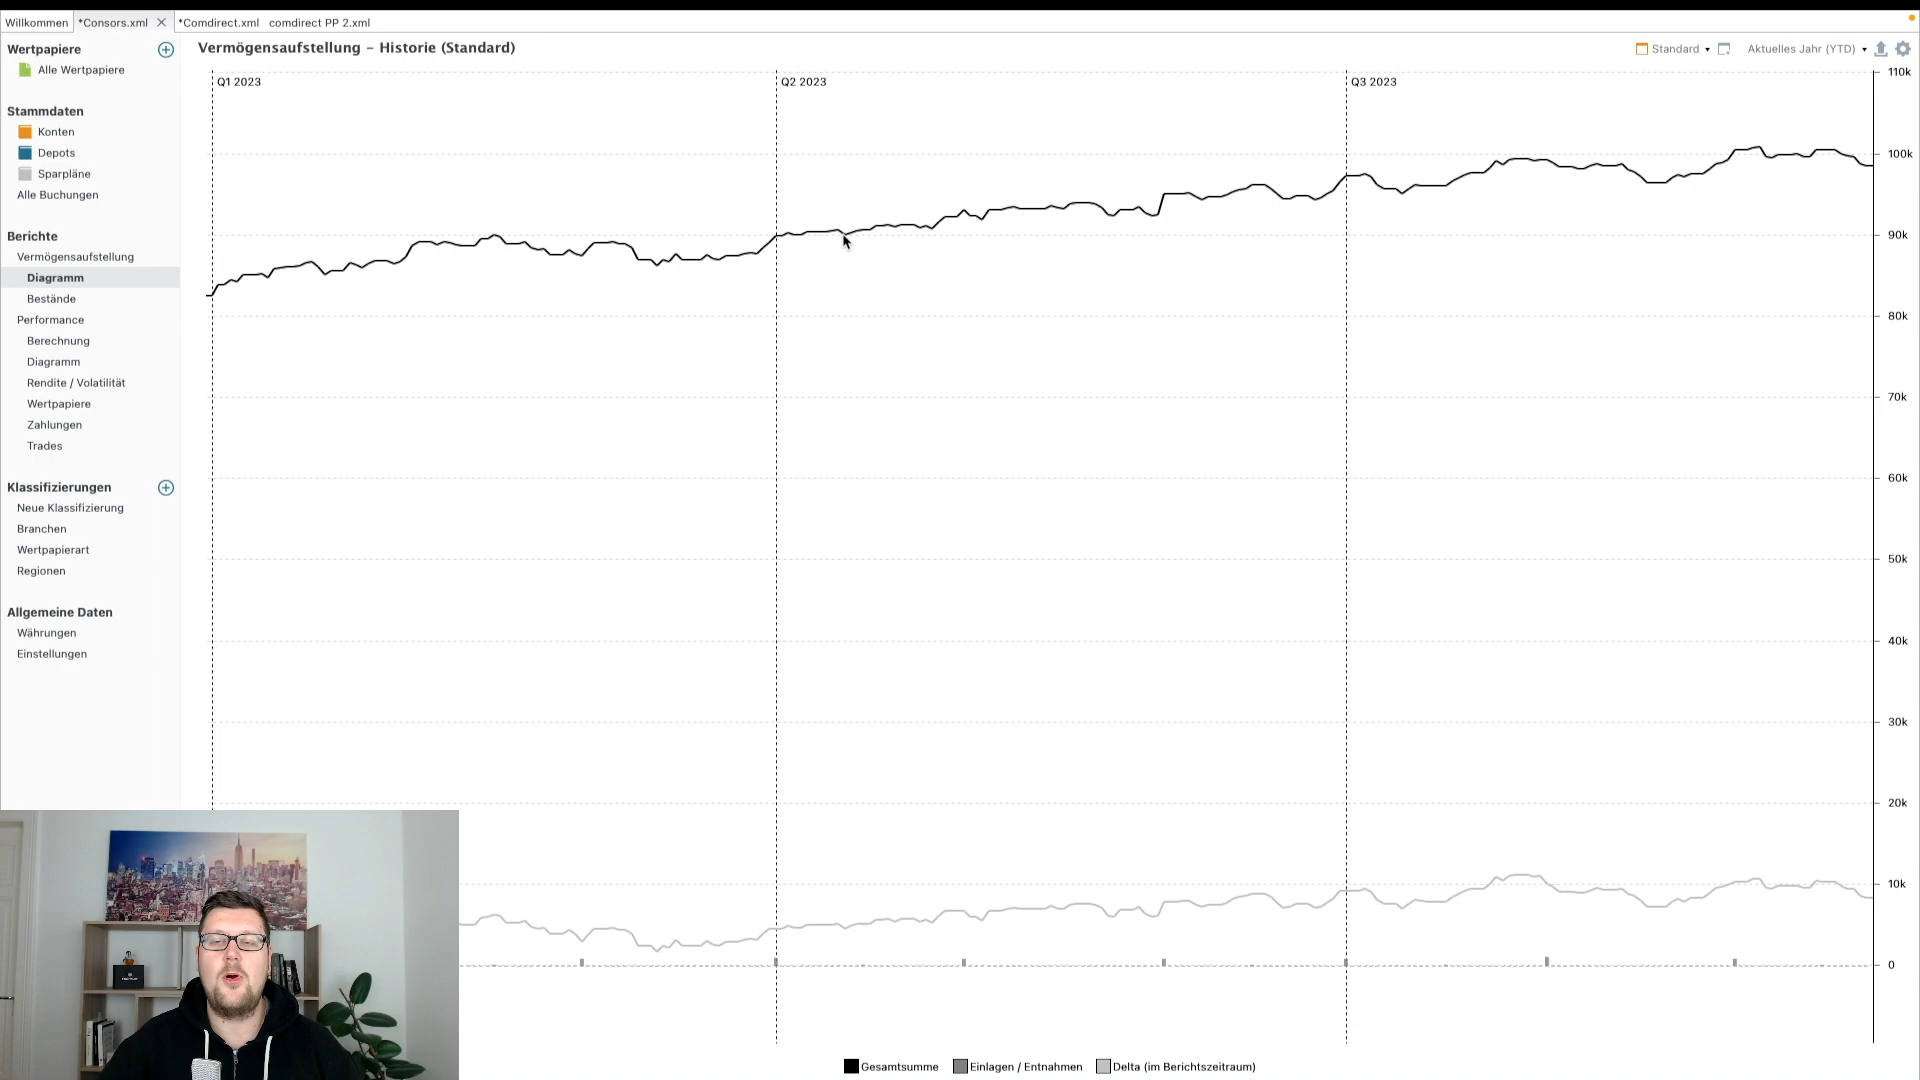 Willkommen
*Consors.xml
*Comdirect.xml
comdirect PP 2.xml
Wertpapiere
Alle Wertpapiere
Stammdaten
Konten
Depots
Sparpläne
Alle Buchungen
Berichte
Vermögensaufstellung
Diagramm
Bestände
Performance
Berechnung
Diagramm
Rendite / Volatilität
Wertpapiere
Zahlungen
Trades
Klassifizierungen
Neue Klassifizierung
Branchen
Wertpapierart
Regionen
Allgemeine Daten
Währungen
Einstellungen
Vermögensaufstellung – Historie (Standard)
Standard
Aktuelles Jahr (YTD)
Q1 2023
Q2 2023
Q3 2023
110k
100k
90k
80k
70k
60k
50k
40k
30k
20k
10k
0
Gesamtsumme
Einlagen / Entnahmen
Delta (im Berichtszeitraum)